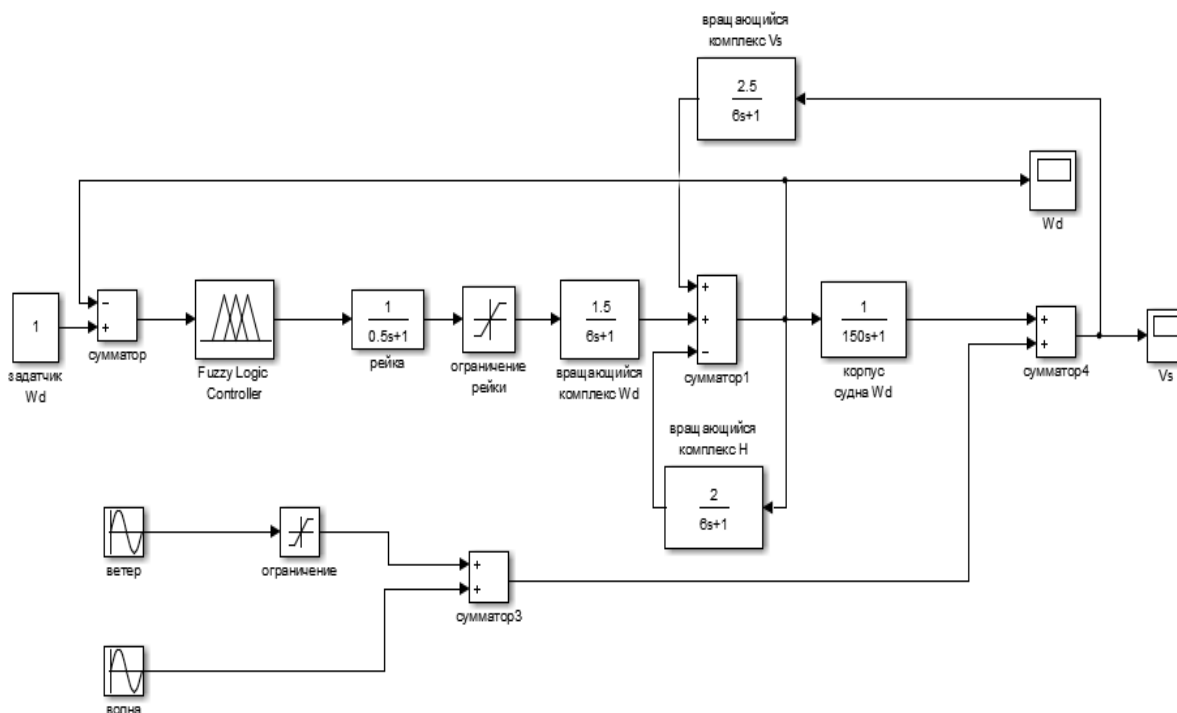 вращающийся
комплекс Vs
2.5
6s+1
Wd
1
задатчик
Wd
−
+
сумматор
Fuzzy Logic
Controller
1
0.5s+1
рейка
ограничение
рейки
1.5
6s+1
вращающийся
комплекс Wd
+
+
−
сумматор1
1
150s+1
корпус
судна Wd
+
+
сумматор4
Vs
вращающийся
комплекс H
2
6s+1
ветер
ограничение
+
+
сумматор3
волна